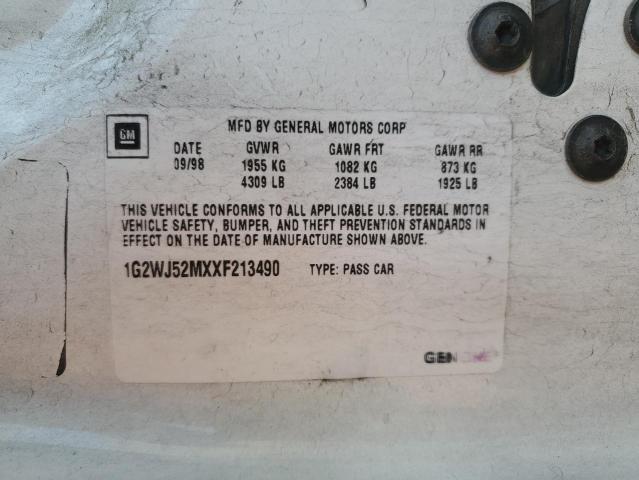 GM
MFD BY GENERAL MOTORS CORP
DATE GVWR GAWR FRT GAWR RR
09/98 1955 KG 1082 KG 873 KG
4309 LB 2384 LB 1925 LB
THIS VEHICLE CONFORMS TO ALL APPLICABLE U.S. FEDERAL MOTOR
VEHICLE SAFETY, BUMPER, AND THEFT PREVENTION STANDARDS IN
EFFECT ON THE DATE OF MANUFACTURE SHOWN ABOVE.
1G2WJ52MXXF213490 TYPE: PASS CAR